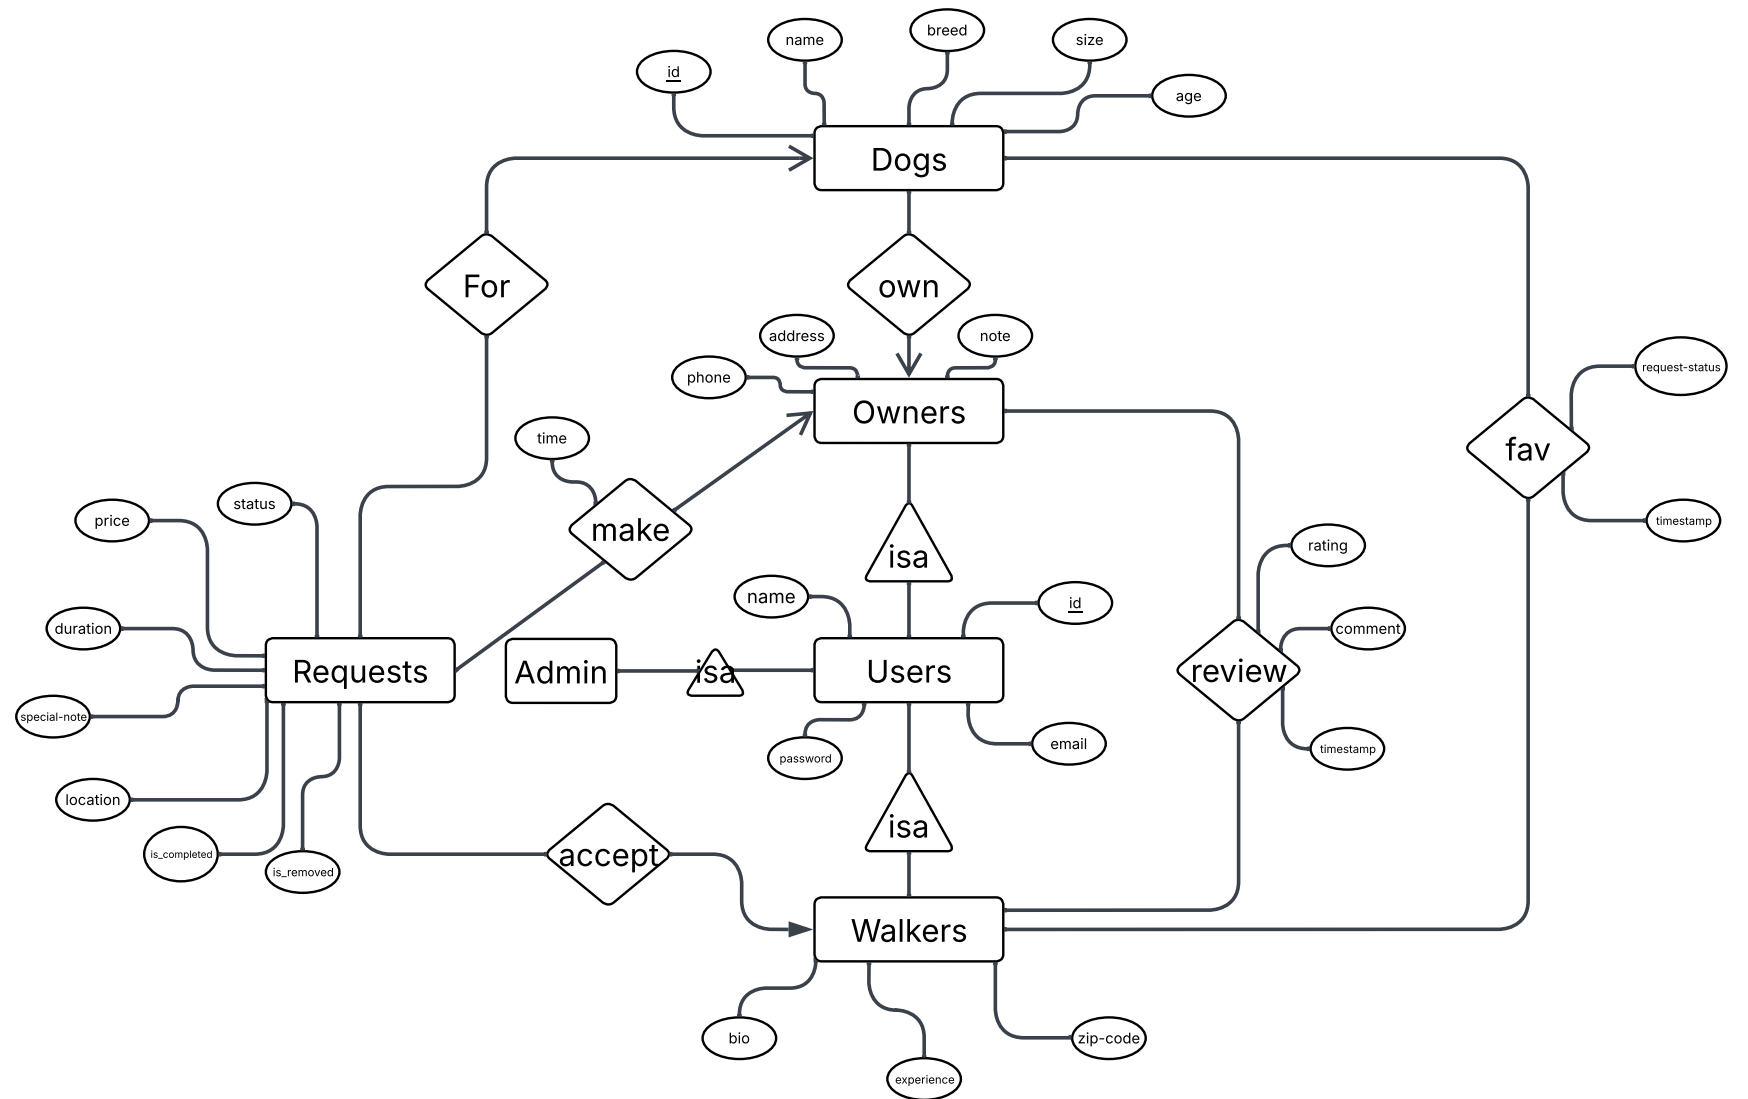 breed
name
size
id
age
Dogs
For
own
address
note
phone
request-status
Owners
time
fav
status
price
make
timestamp
rating
isa
name
id
duration
comment
Requests
Admin
isa
Users
review
special-note
email
timestamp
password
location
isa
is_completed
accept
is_removed
Walkers
bio
zip-code
experience